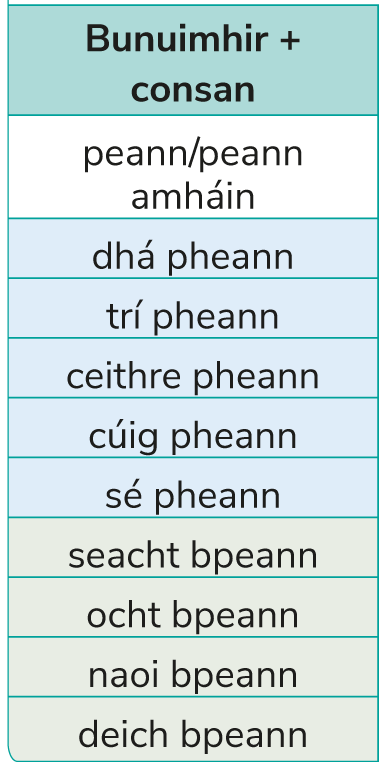 Bunuimhir +
consan
peann/peann
amháin
dhá pheann
trí pheann
ceithre pheann
cúig pheann
sé pheann
seacht bpeann
ocht bpeann
naoi bpeann
deich bpeann